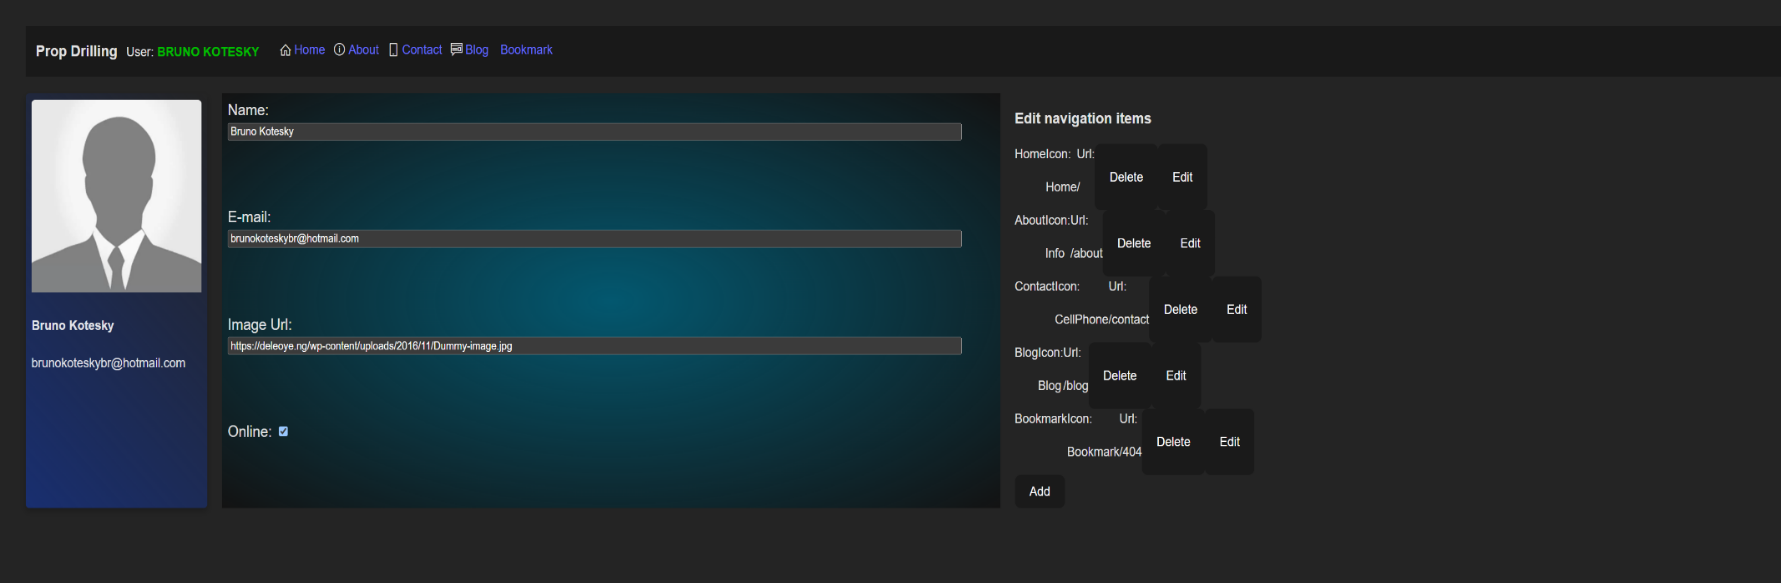 Prop Drilling User: BRUNO KOTESKY Home About Contact Blog Bookmark
Bruno Kotesky
brunokoteskybr@hotmail.com
Name:
Bruno Kotesky
E-mail:
brunokoteskybr@hotmail.com
Image Url:
https://deleoye.ng/wp-content/uploads/2016/11/Dummy-image.jpg
Online:
Edit navigation items
HomeIcon: Url:
Home/ Delete Edit
AboutIcon:Url:
Info /about Delete Edit
ContactIcon: Url:
CellPhone/contact Delete Edit
BlogIcon:Url:
Blog/blog Delete Edit
BookmarkIcon: Url:
Bookmark/404 Delete Edit
Add